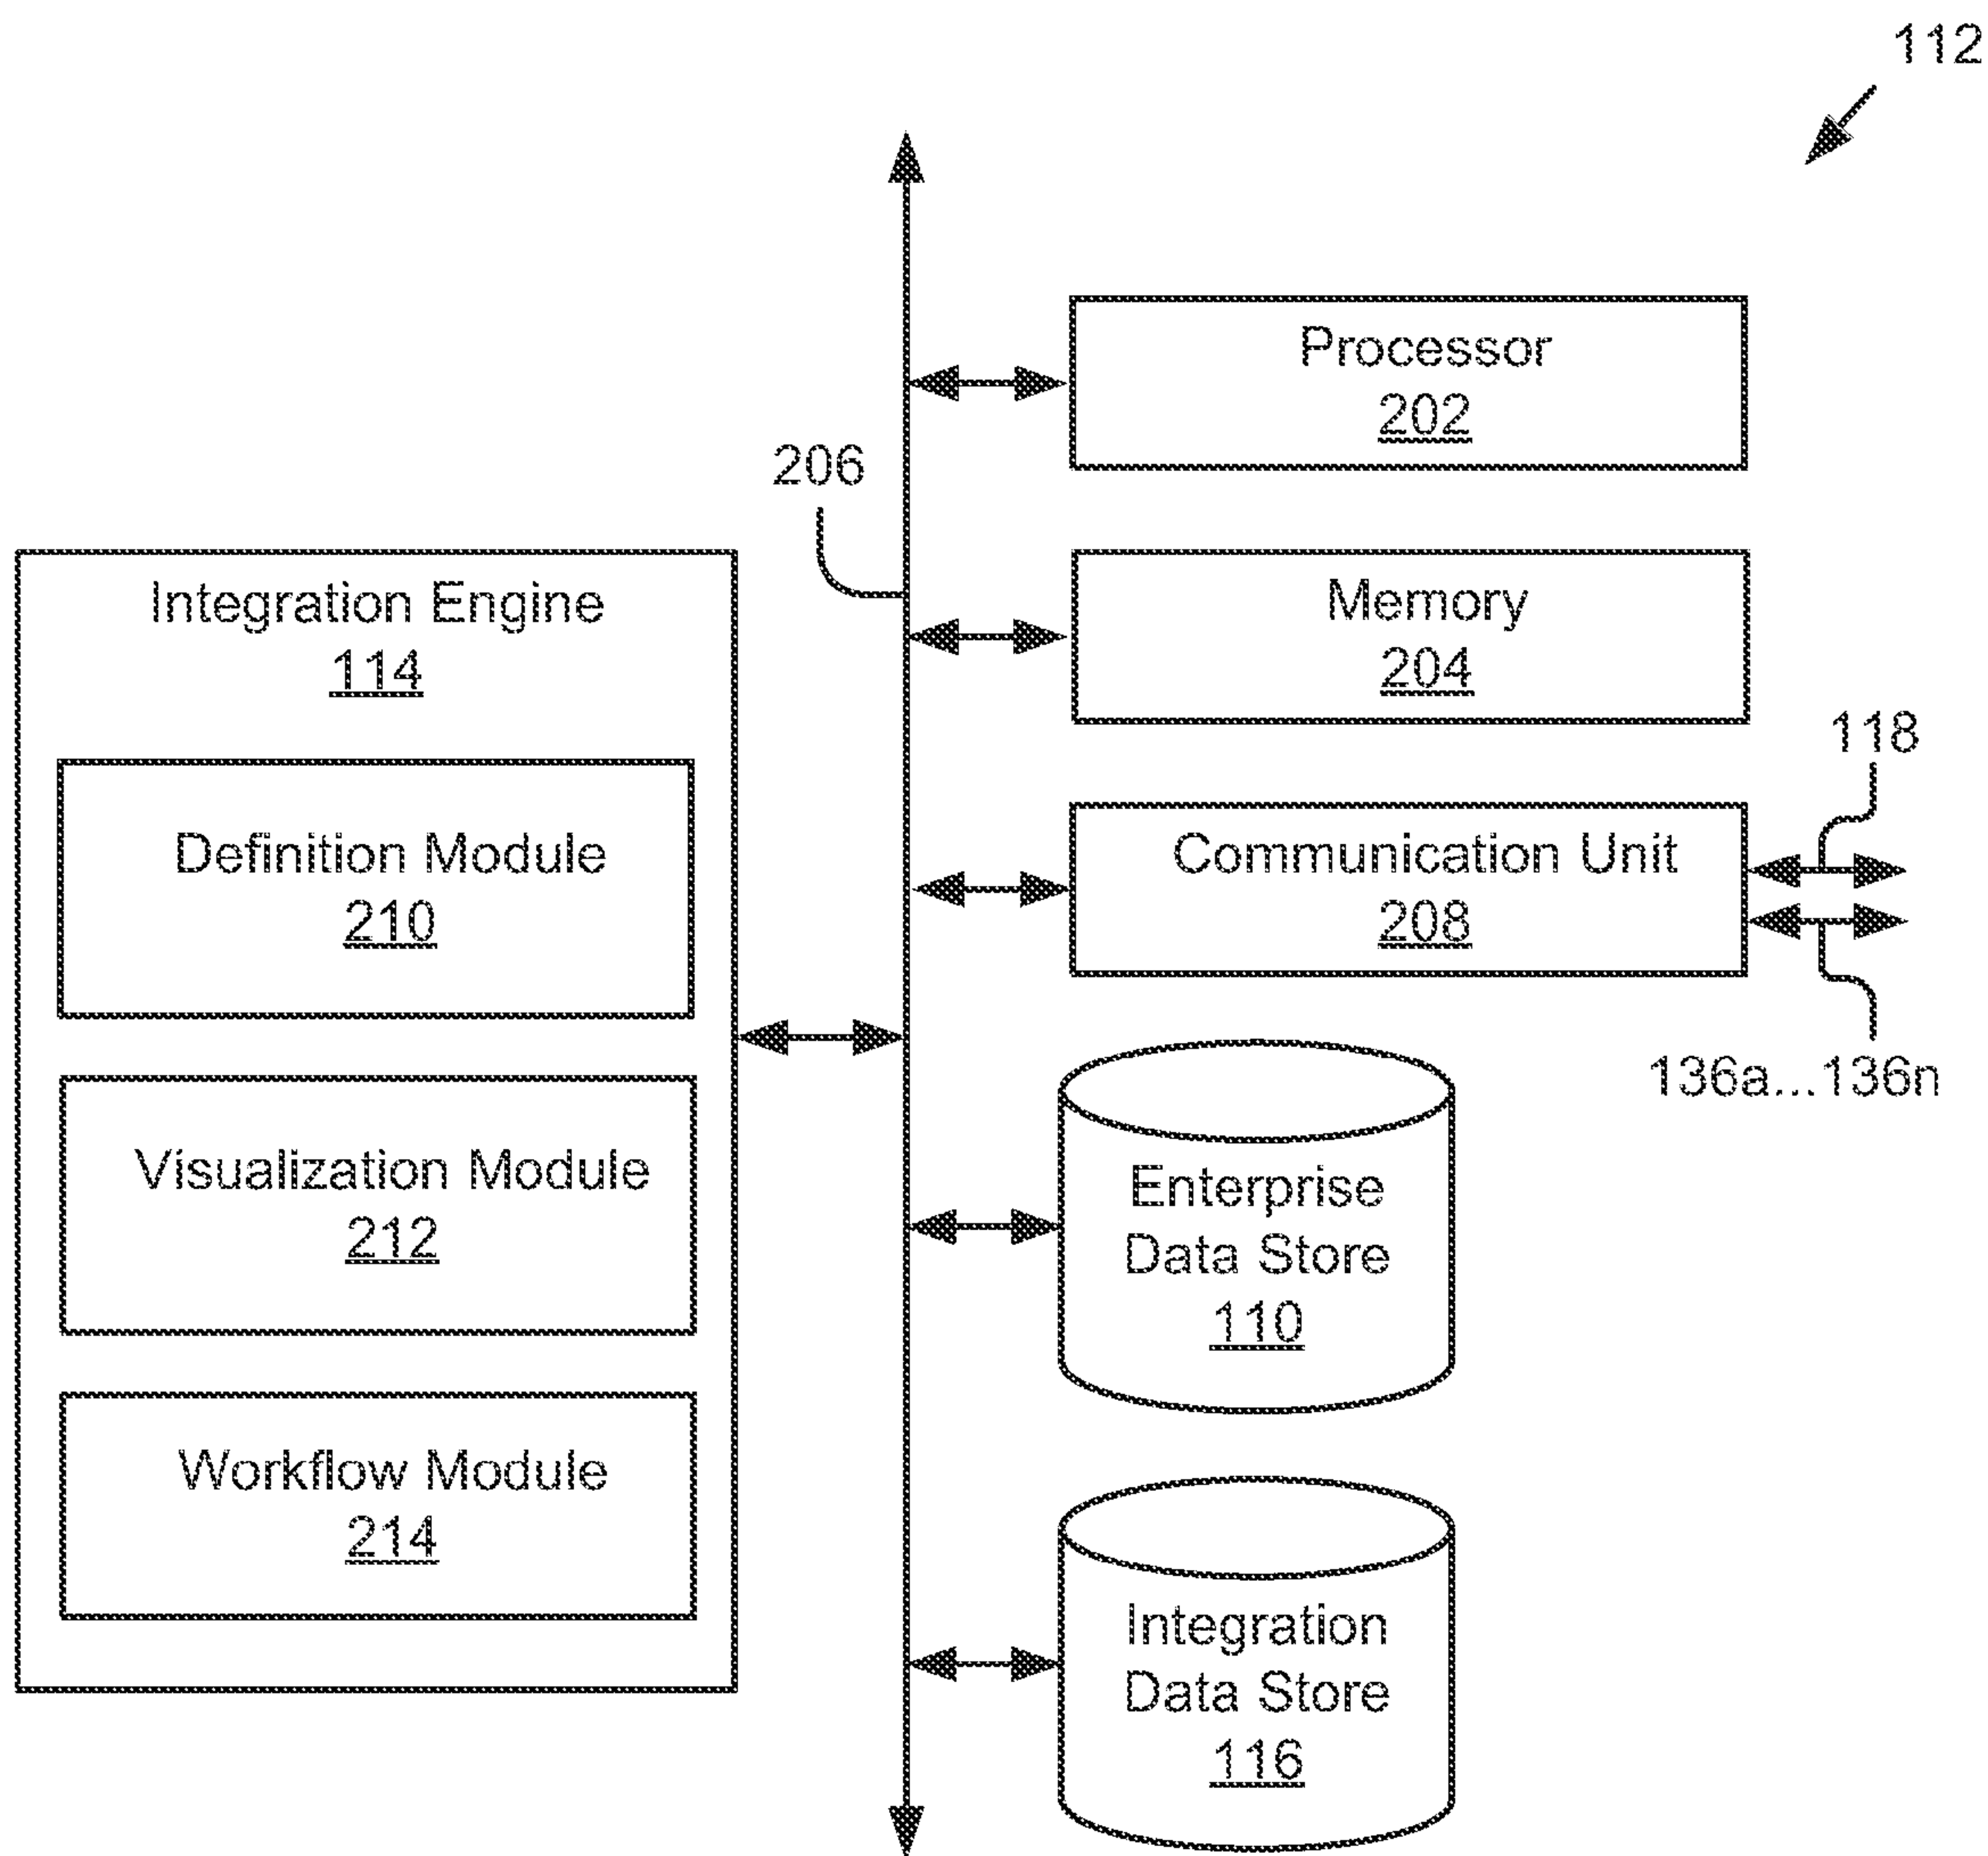 112
Processor
202
206
Integration Engine
114
Memory
204
118
Definition Module
210
Communication Unit
208
136a...136n
Visualization Module
212
Enterprise
Data Store
110
Workflow Module
214
Integration
Data Store
116